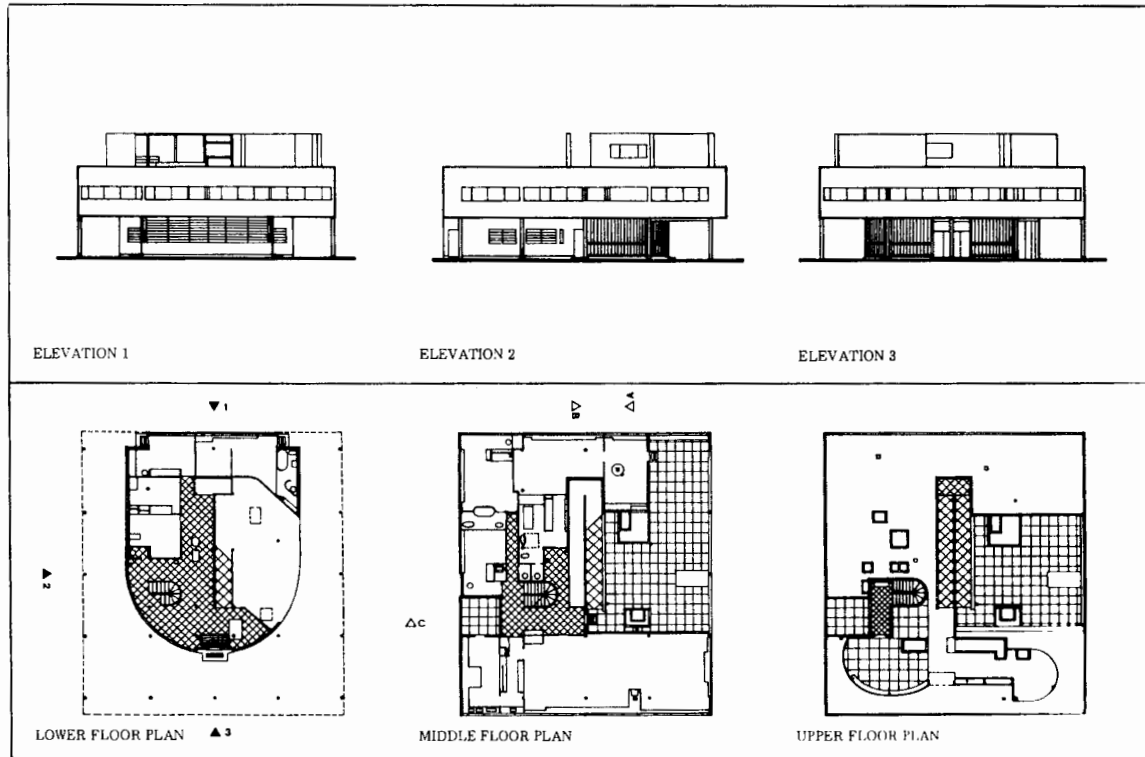 ELEVATION 1
ELEVATION 2
ELEVATION 3
1
B
A
2
C
LOWER FLOOR PLAN
3
MIDDLE FLOOR PLAN
UPPER FLOOR PLAN